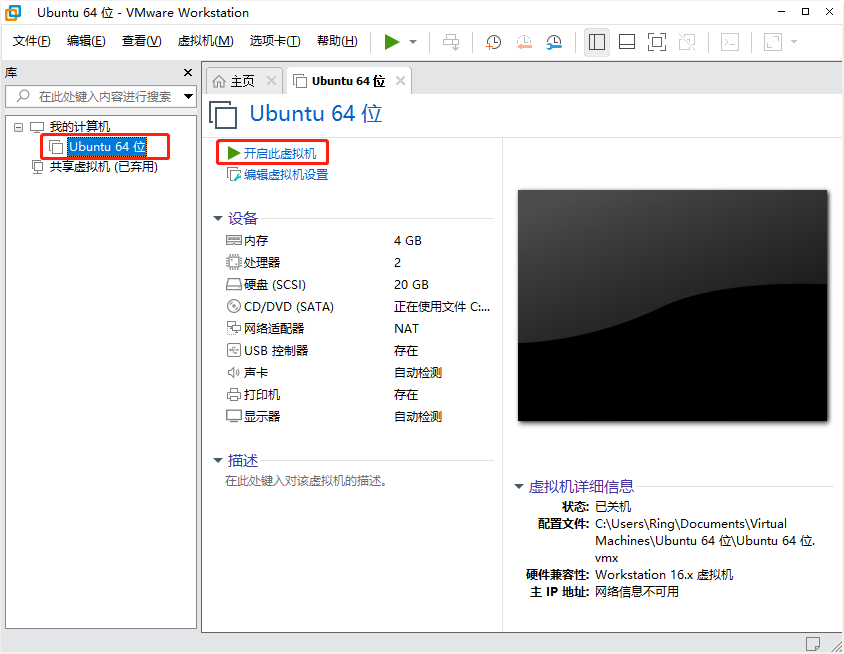 Ubuntu 64 位 - VMware Workstation
文件(F) 编辑(E) 查看(V) 虚拟机(M) 选项卡(T) 帮助(H)
库
在此处键入内容进行搜索
我的计算机
Ubuntu 64 位
共享虚拟机 (已弃用)
主页 Ubuntu 64 位
Ubuntu 64 位
开启此虚拟机
编辑虚拟机设置
设备
内存 4 GB
处理器 2
硬盘 (SCSI) 20 GB
CD/DVD (SATA) 正在使用文件 C:...
网络适配器 NAT
USB 控制器 存在
声卡 自动检测
打印机 存在
显示器 自动检测
描述
在此处键入对该虚拟机的描述。
虚拟机详细信息
状态: 已关机
配置文件: C:\Users\Ring\Documents\Virtual
Machines\Ubuntu 64 位\Ubuntu 64 位.
vmx
硬件兼容性: Workstation 16.x 虚拟机
主 IP 地址: 网络信息不可用